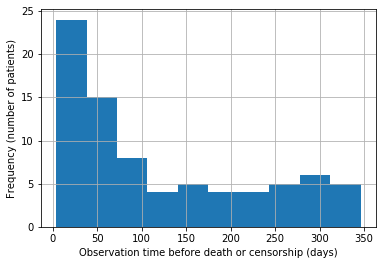 25
20
15
10
5
0
Frequency (number of patients)
0 50 100 150 200 250 300 350
Observation time before death or censorship (days)